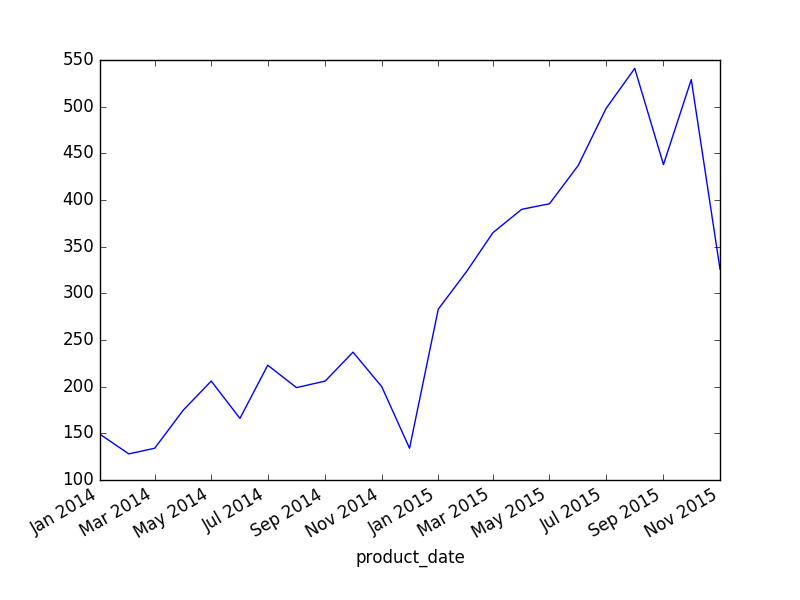 550
500
450
400
350
300
250
200
150
100
Jan 2014
Mar 2014
May 2014
Jul 2014
Sep 2014
Nov 2014
Jan 2015
Mar 2015
May 2015
Jul 2015
Sep 2015
Nov 2015
product_date